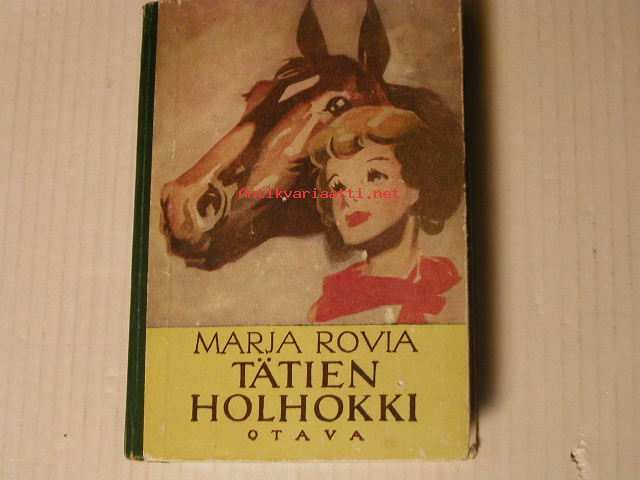 Antikvariaatti.net
MARJA ROVIA
TÄTIEN
HOLHOKKI
OTAVA